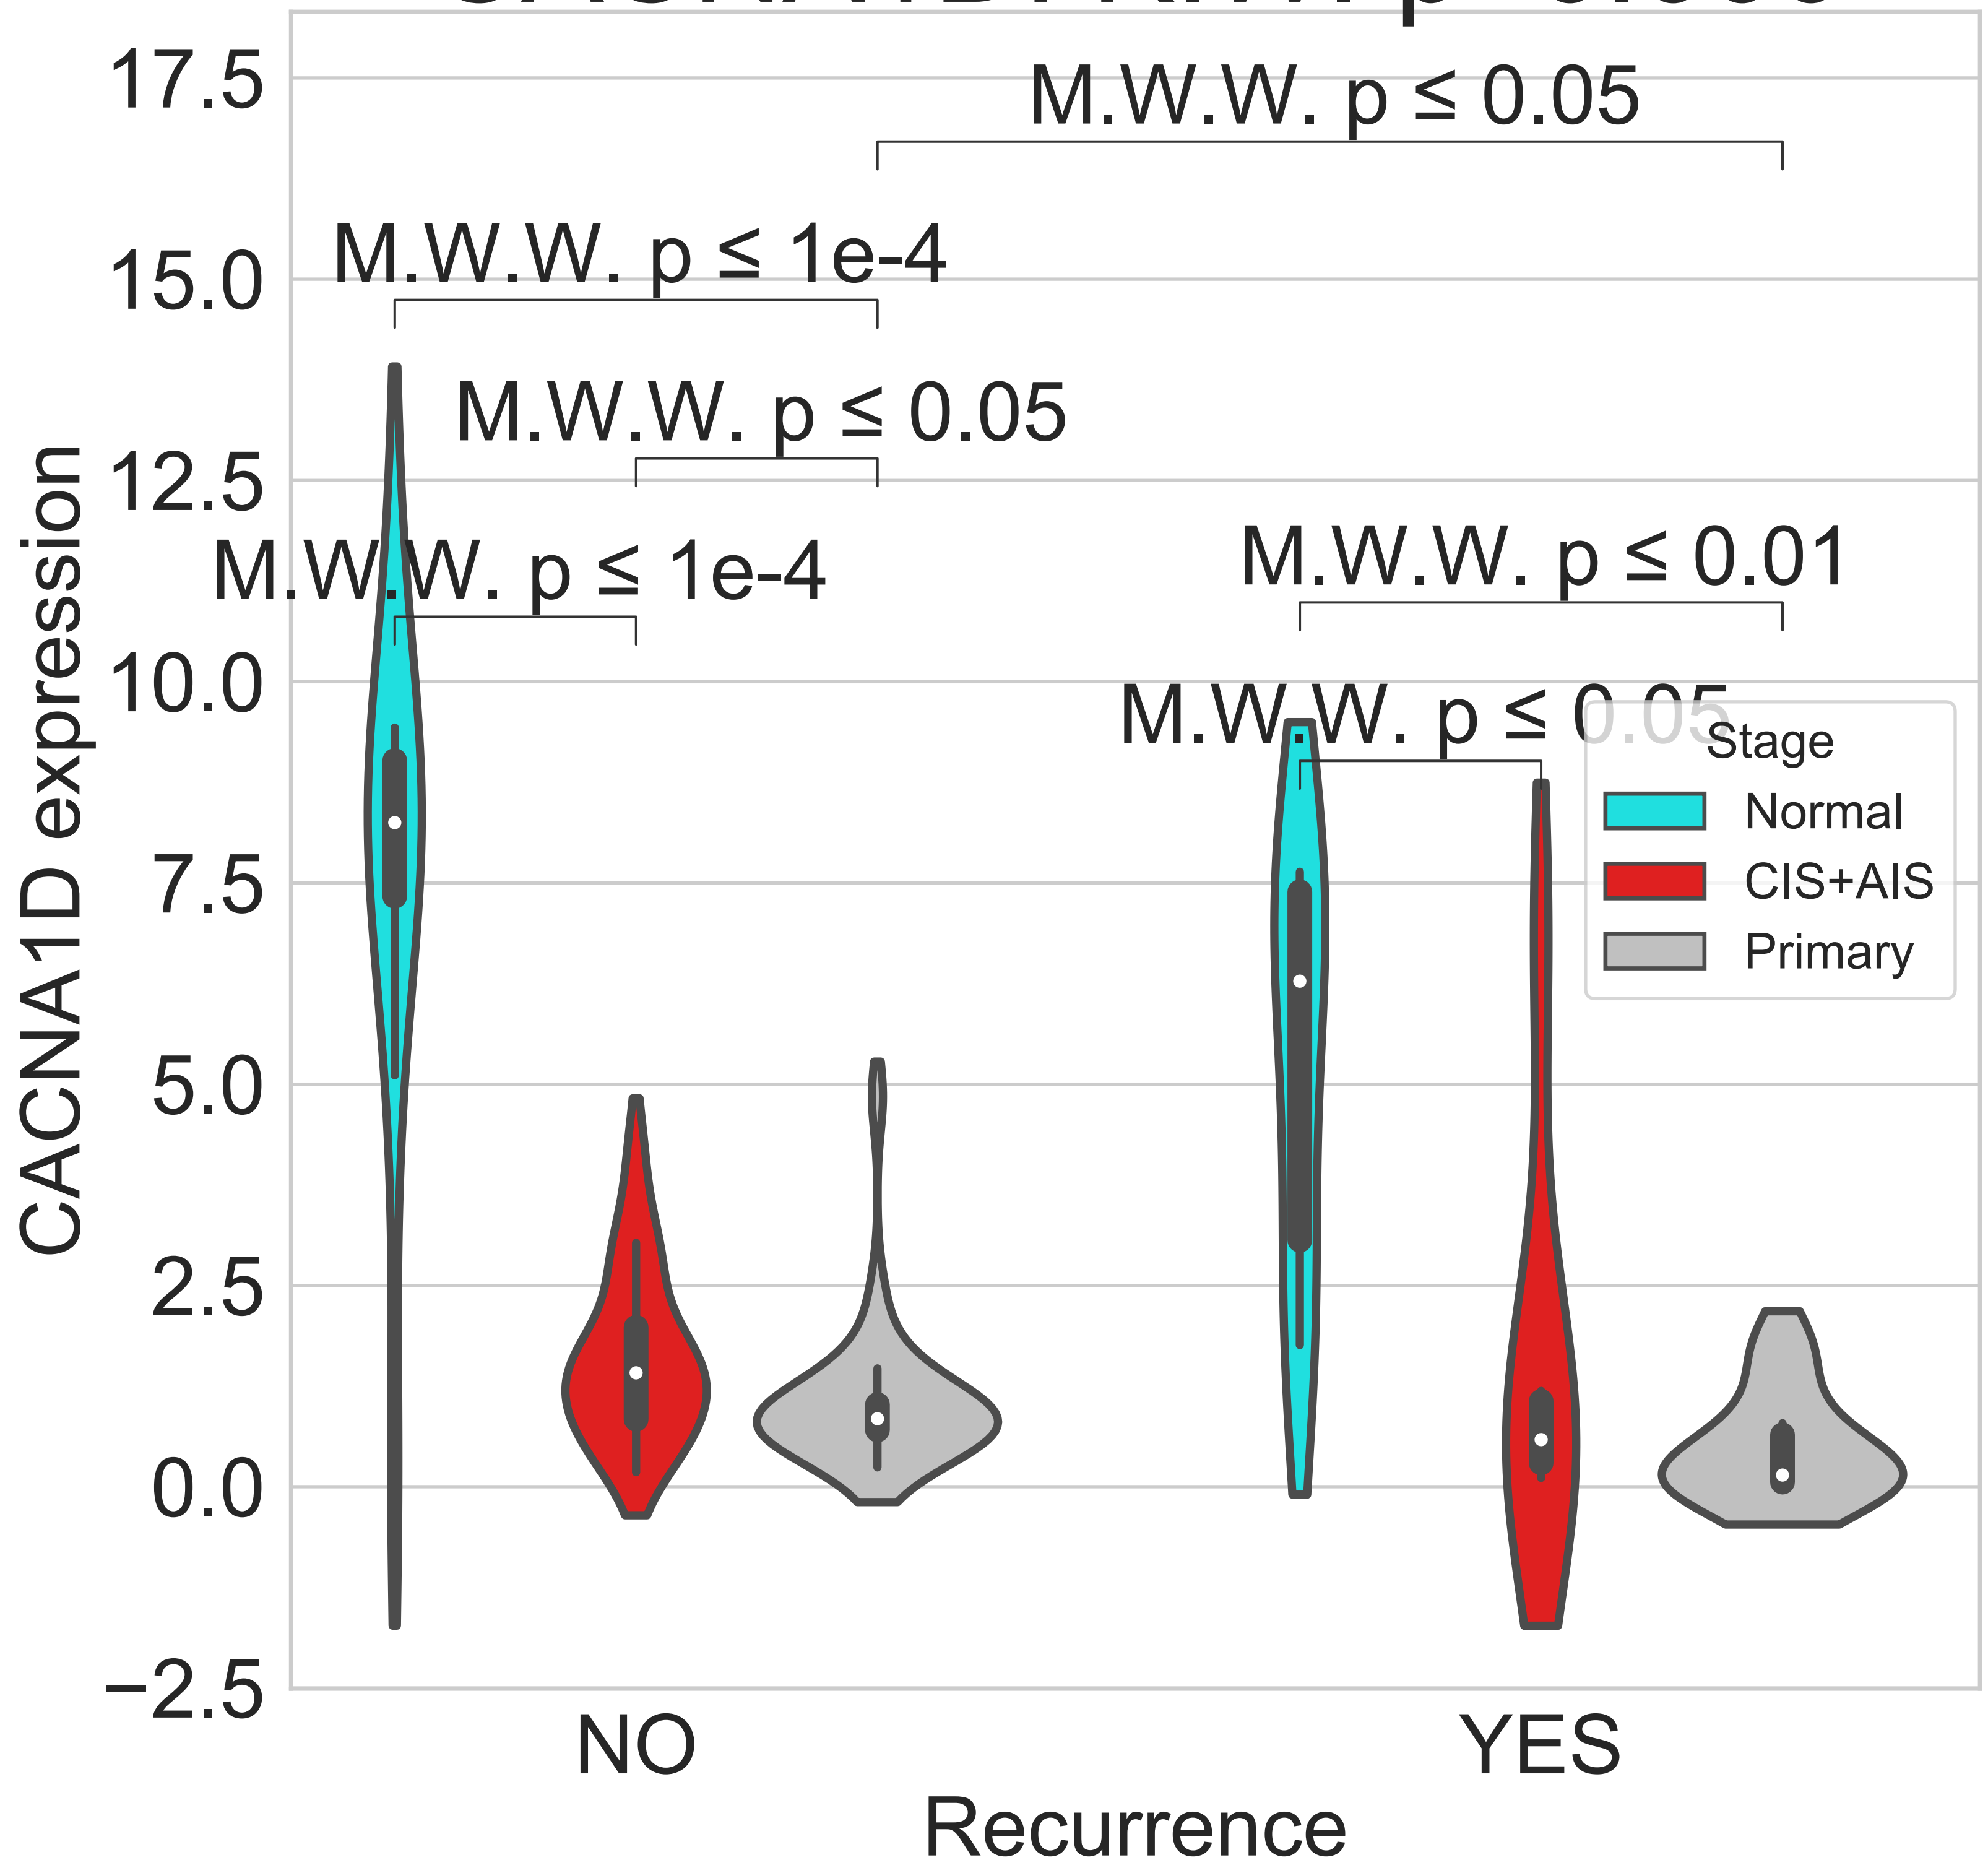 M.W.W. p ≤ 0.05
M.W.W. p ≤ 1e-4
M.W.W. p ≤ 0.05
M.W.W. p ≤ 1e-4
M.W.W. p ≤ 0.01
M.W.W. p ≤ 0.05
17.5
15.0
12.5
10.0
7.5
5.0
2.5
0.0
−2.5
CACNA1D expression
Stage
Normal
CIS+AIS
Primary
NO
YES
Recurrence